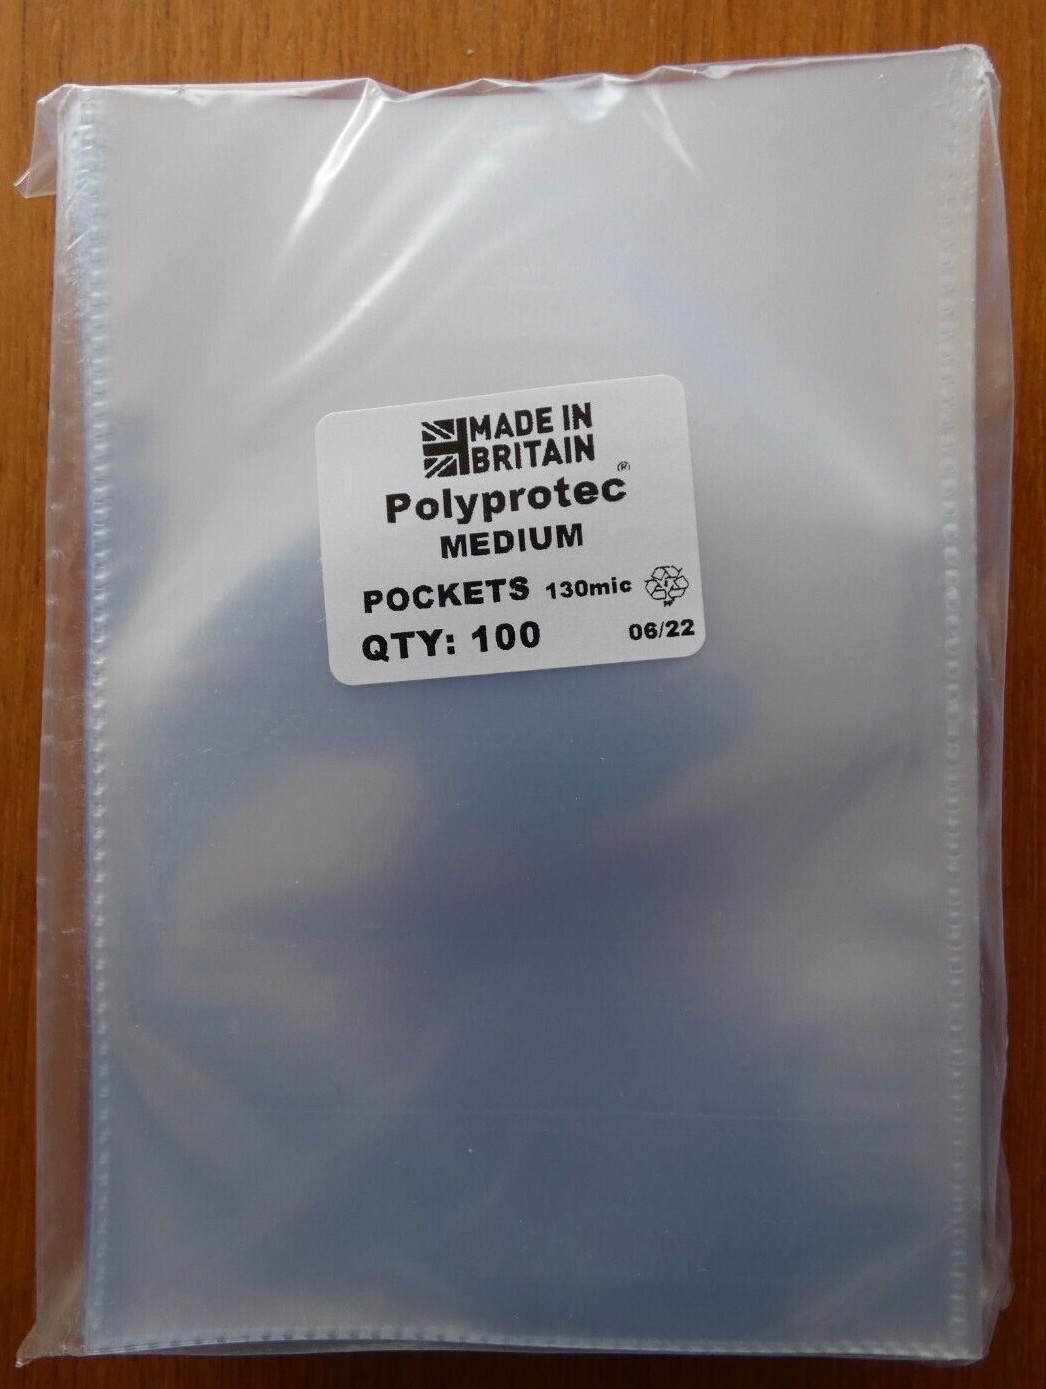 MADE IN
BRITAIN
Polyprotec®
MEDIUM
POCKETS 130mic
QTY: 100 06/22